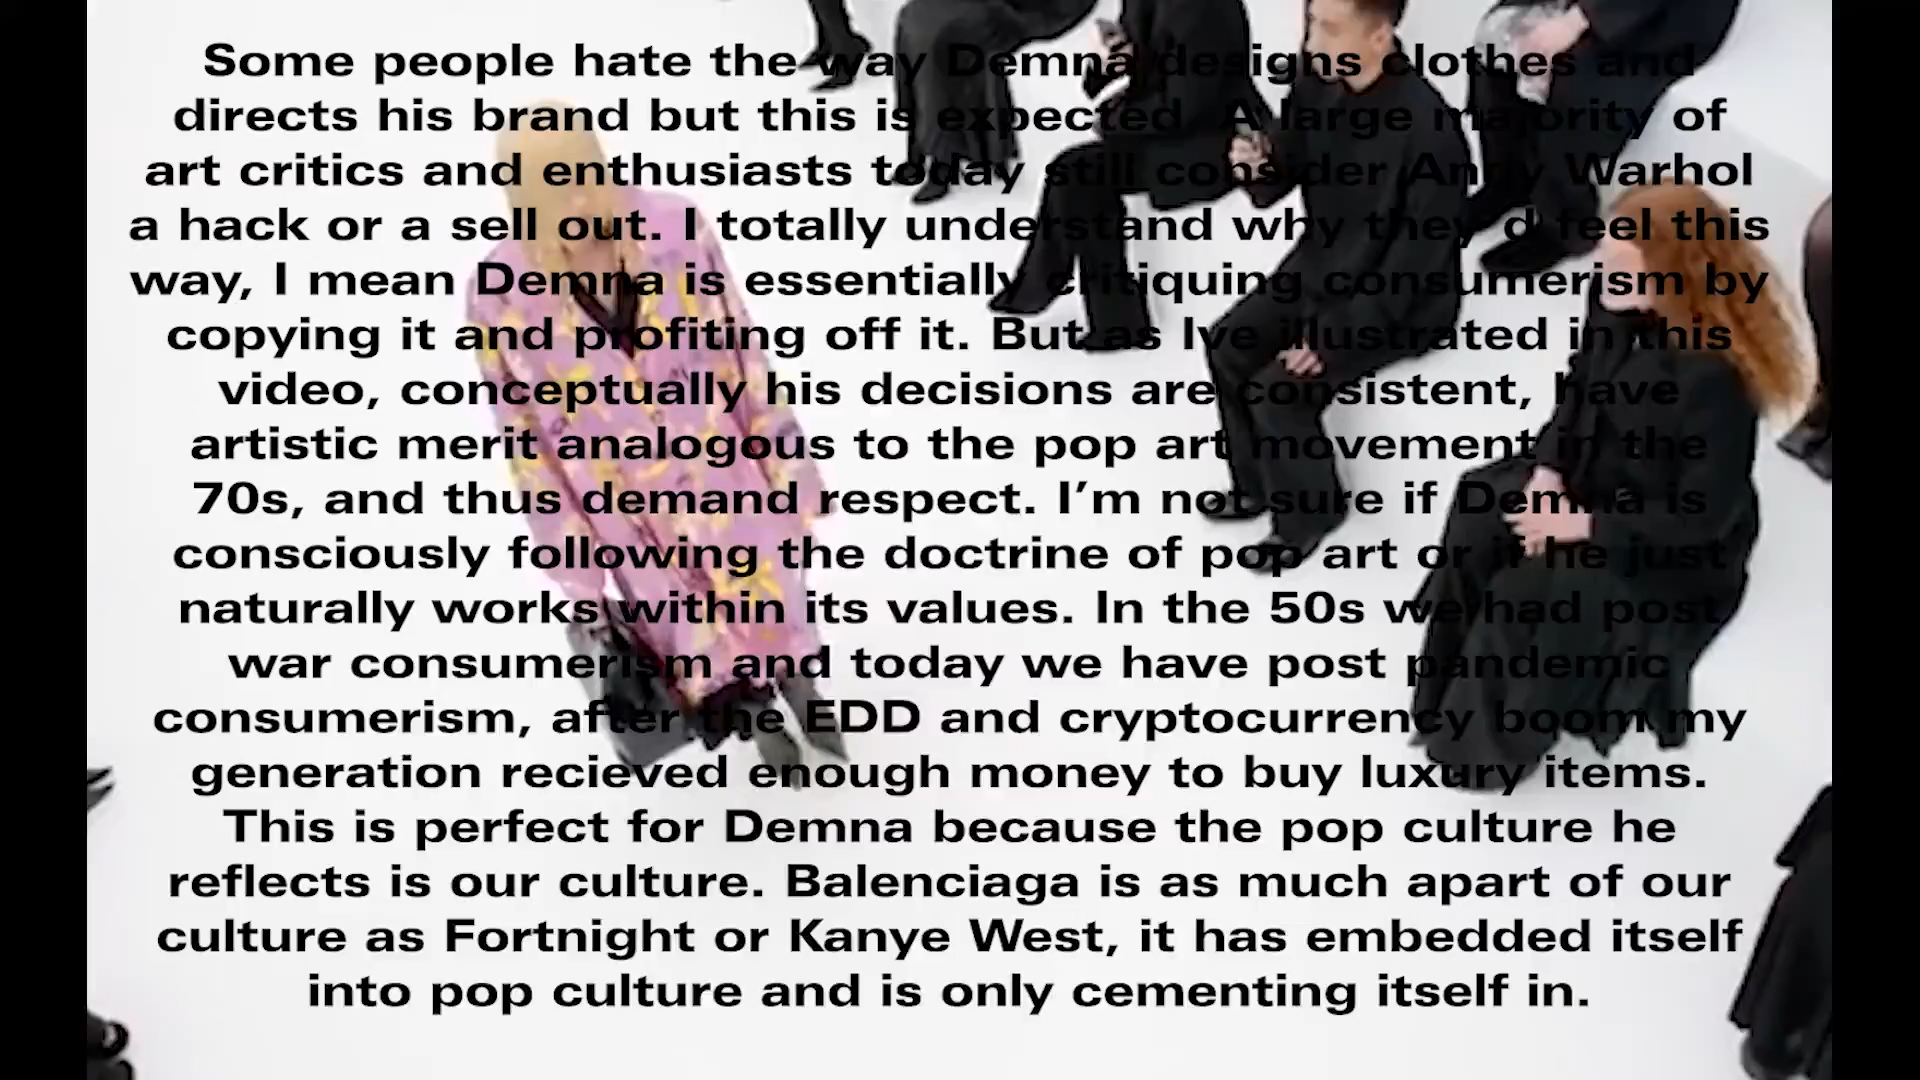 Some people hate the way Demna designs clothes and
directs his brand but this is expected. A large majority of
art critics and enthusiasts today still consider Andy Warhol
a hack or a sell out. I totally understand why they'd feel this
way, I mean Demna is essentially critiquing consumerism by
copying it and profiting off it. But as Ive illustrated in this
video, conceptually his decisions are consistent, have
artistic merit analogous to the pop art movement in the
70s, and thus demand respect. I’m not sure if Demna is
consciously following the doctrine of pop art or if he just
naturally works within its values. In the 50s we had post
war consumerism and today we have post pandemic
consumerism, after the EDD and cryptocurrency boom my
generation recieved enough money to buy luxury items.
This is perfect for Demna because the pop culture he
reflects is our culture. Balenciaga is as much apart of our
culture as Fortnight or Kanye West, it has embedded itself
into pop culture and is only cementing itself in.